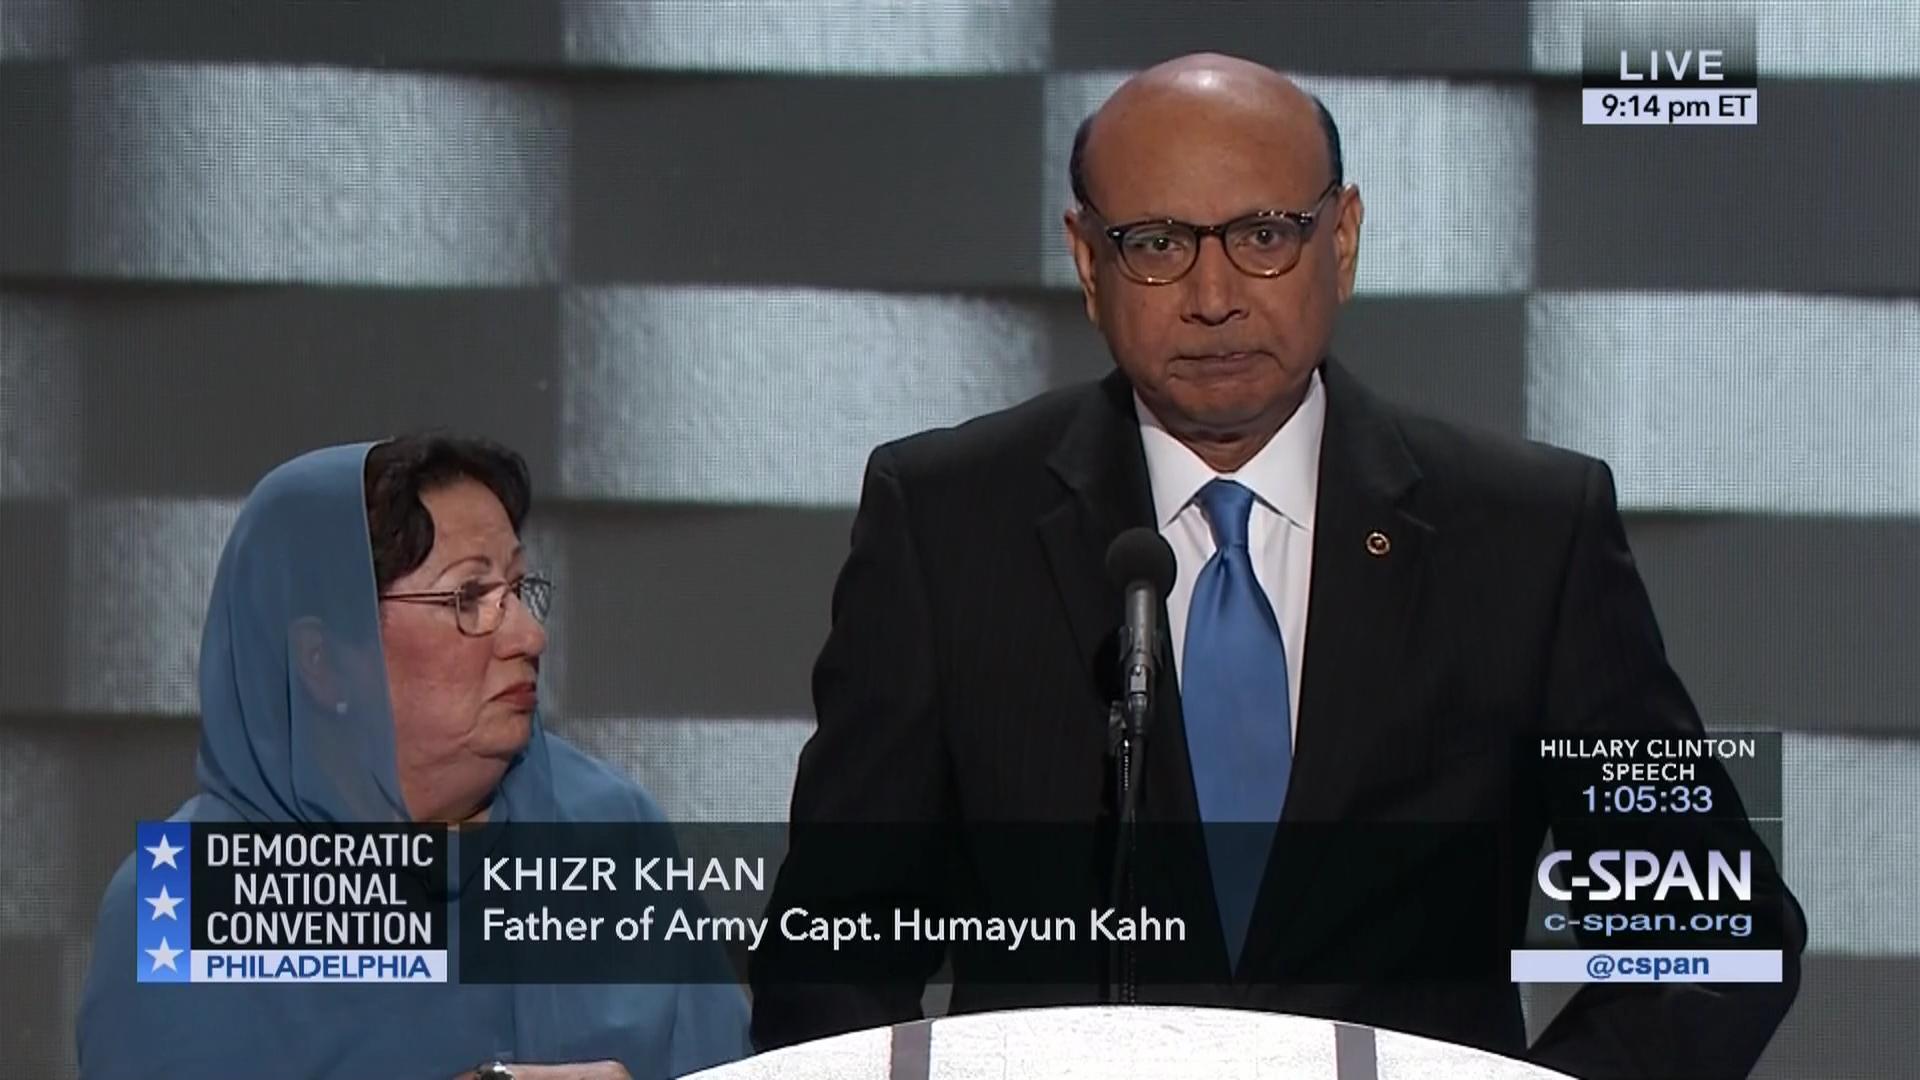 LIVE
9:14 pm ET
HILLARY CLINTON
SPEECH
1:05:33
DEMOCRATIC
NATIONAL
CONVENTION
PHILADELPHIA
KHIZR KHAN
Father of Army Capt. Humayun Kahn
C-SPAN
c-span.org
@cspan